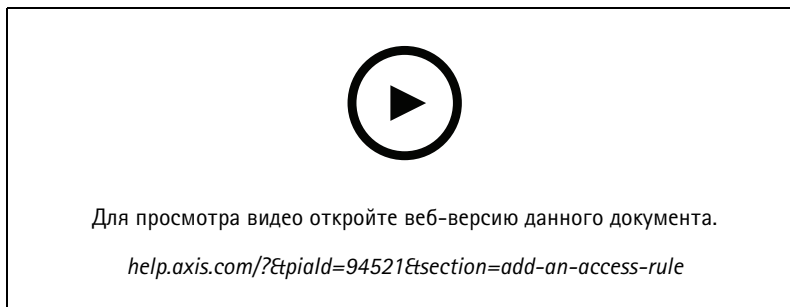 Для просмотра видео откройте веб-версию данного документа.
help.axis.com/?&piaId=94521&section=add-an-access-rule